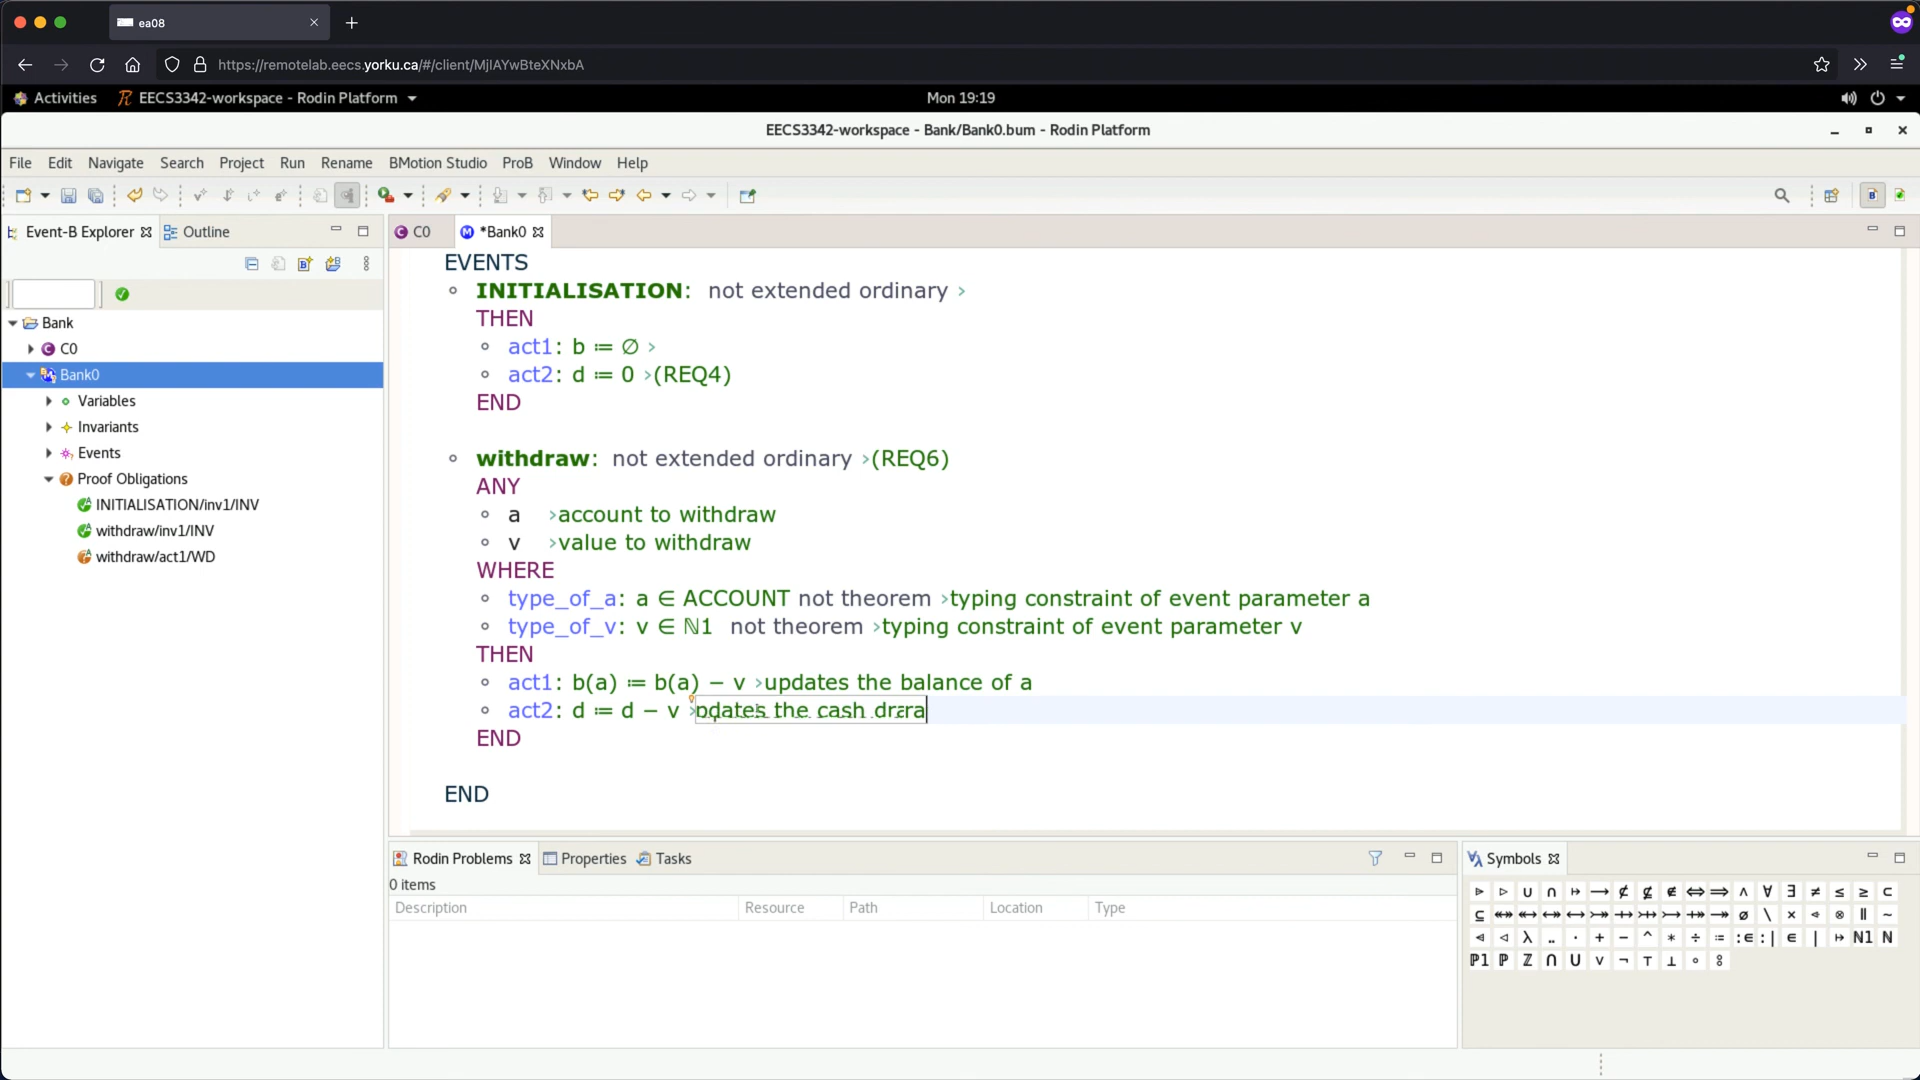 ea08
https://remotelab.eecs.yorku.ca/#/client/MjIAYwBteXNxbA
Activities EECS3342-workspace - Rodin Platform Mon 19:19
EECS3342-workspace - Bank/Bank0.bum - Rodin Platform
File Edit Navigate Search Project Run Rename BMotion Studio ProB Window Help
Event-B Explorer Outline
C0 *Bank0
Bank
C0
Bank0
Variables
Invariants
Events
Proof Obligations
INITIALISATION/inv1/INV
withdraw/inv1/INV
withdraw/act1/WD
EVENTS
INITIALISATION: not extended ordinary ›
THEN
act1: b ≔ ∅ ›
act2: d ≔ 0 ›(REQ4)
END
withdraw: not extended ordinary ›(REQ6)
ANY
a ›account to withdraw
v ›value to withdraw
WHERE
type_of_a: a ∈ ACCOUNT not theorem ›typing constraint of event parameter a
type_of_v: v ∈ ℕ1 not theorem ›typing constraint of event parameter v
THEN
act1: b(a) ≔ b(a) − v ›updates the balance of a
act2: d ≔ d − v ›pdates the cash drra
END
END
Rodin Problems Properties Tasks
0 items
Description Resource Path Location Type
Symbols